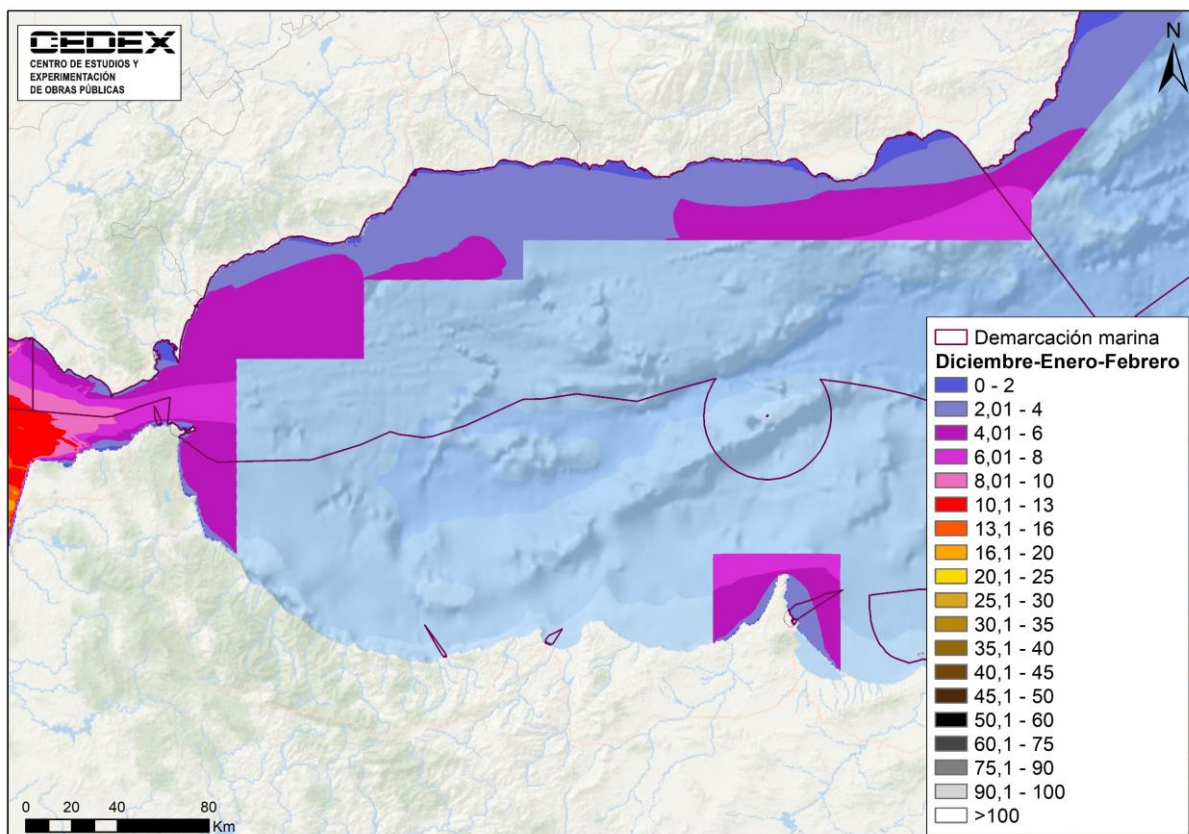 CEDEX
CENTRO DE ESTUDIOS Y
EXPERIMENTACIÓN
DE OBRAS PÚBLICAS
N
Demarcación marina
Diciembre-Enero-Febrero
0 - 2
2,01 - 4
4,01 - 6
6,01 - 8
8,01 - 10
10,1 - 13
13,1 - 16
16,1 - 20
20,1 - 25
25,1 - 30
30,1 - 35
35,1 - 40
40,1 - 45
45,1 - 50
50,1 - 60
60,1 - 75
75,1 - 90
90,1 - 100
>100
0 20 40 80
Km